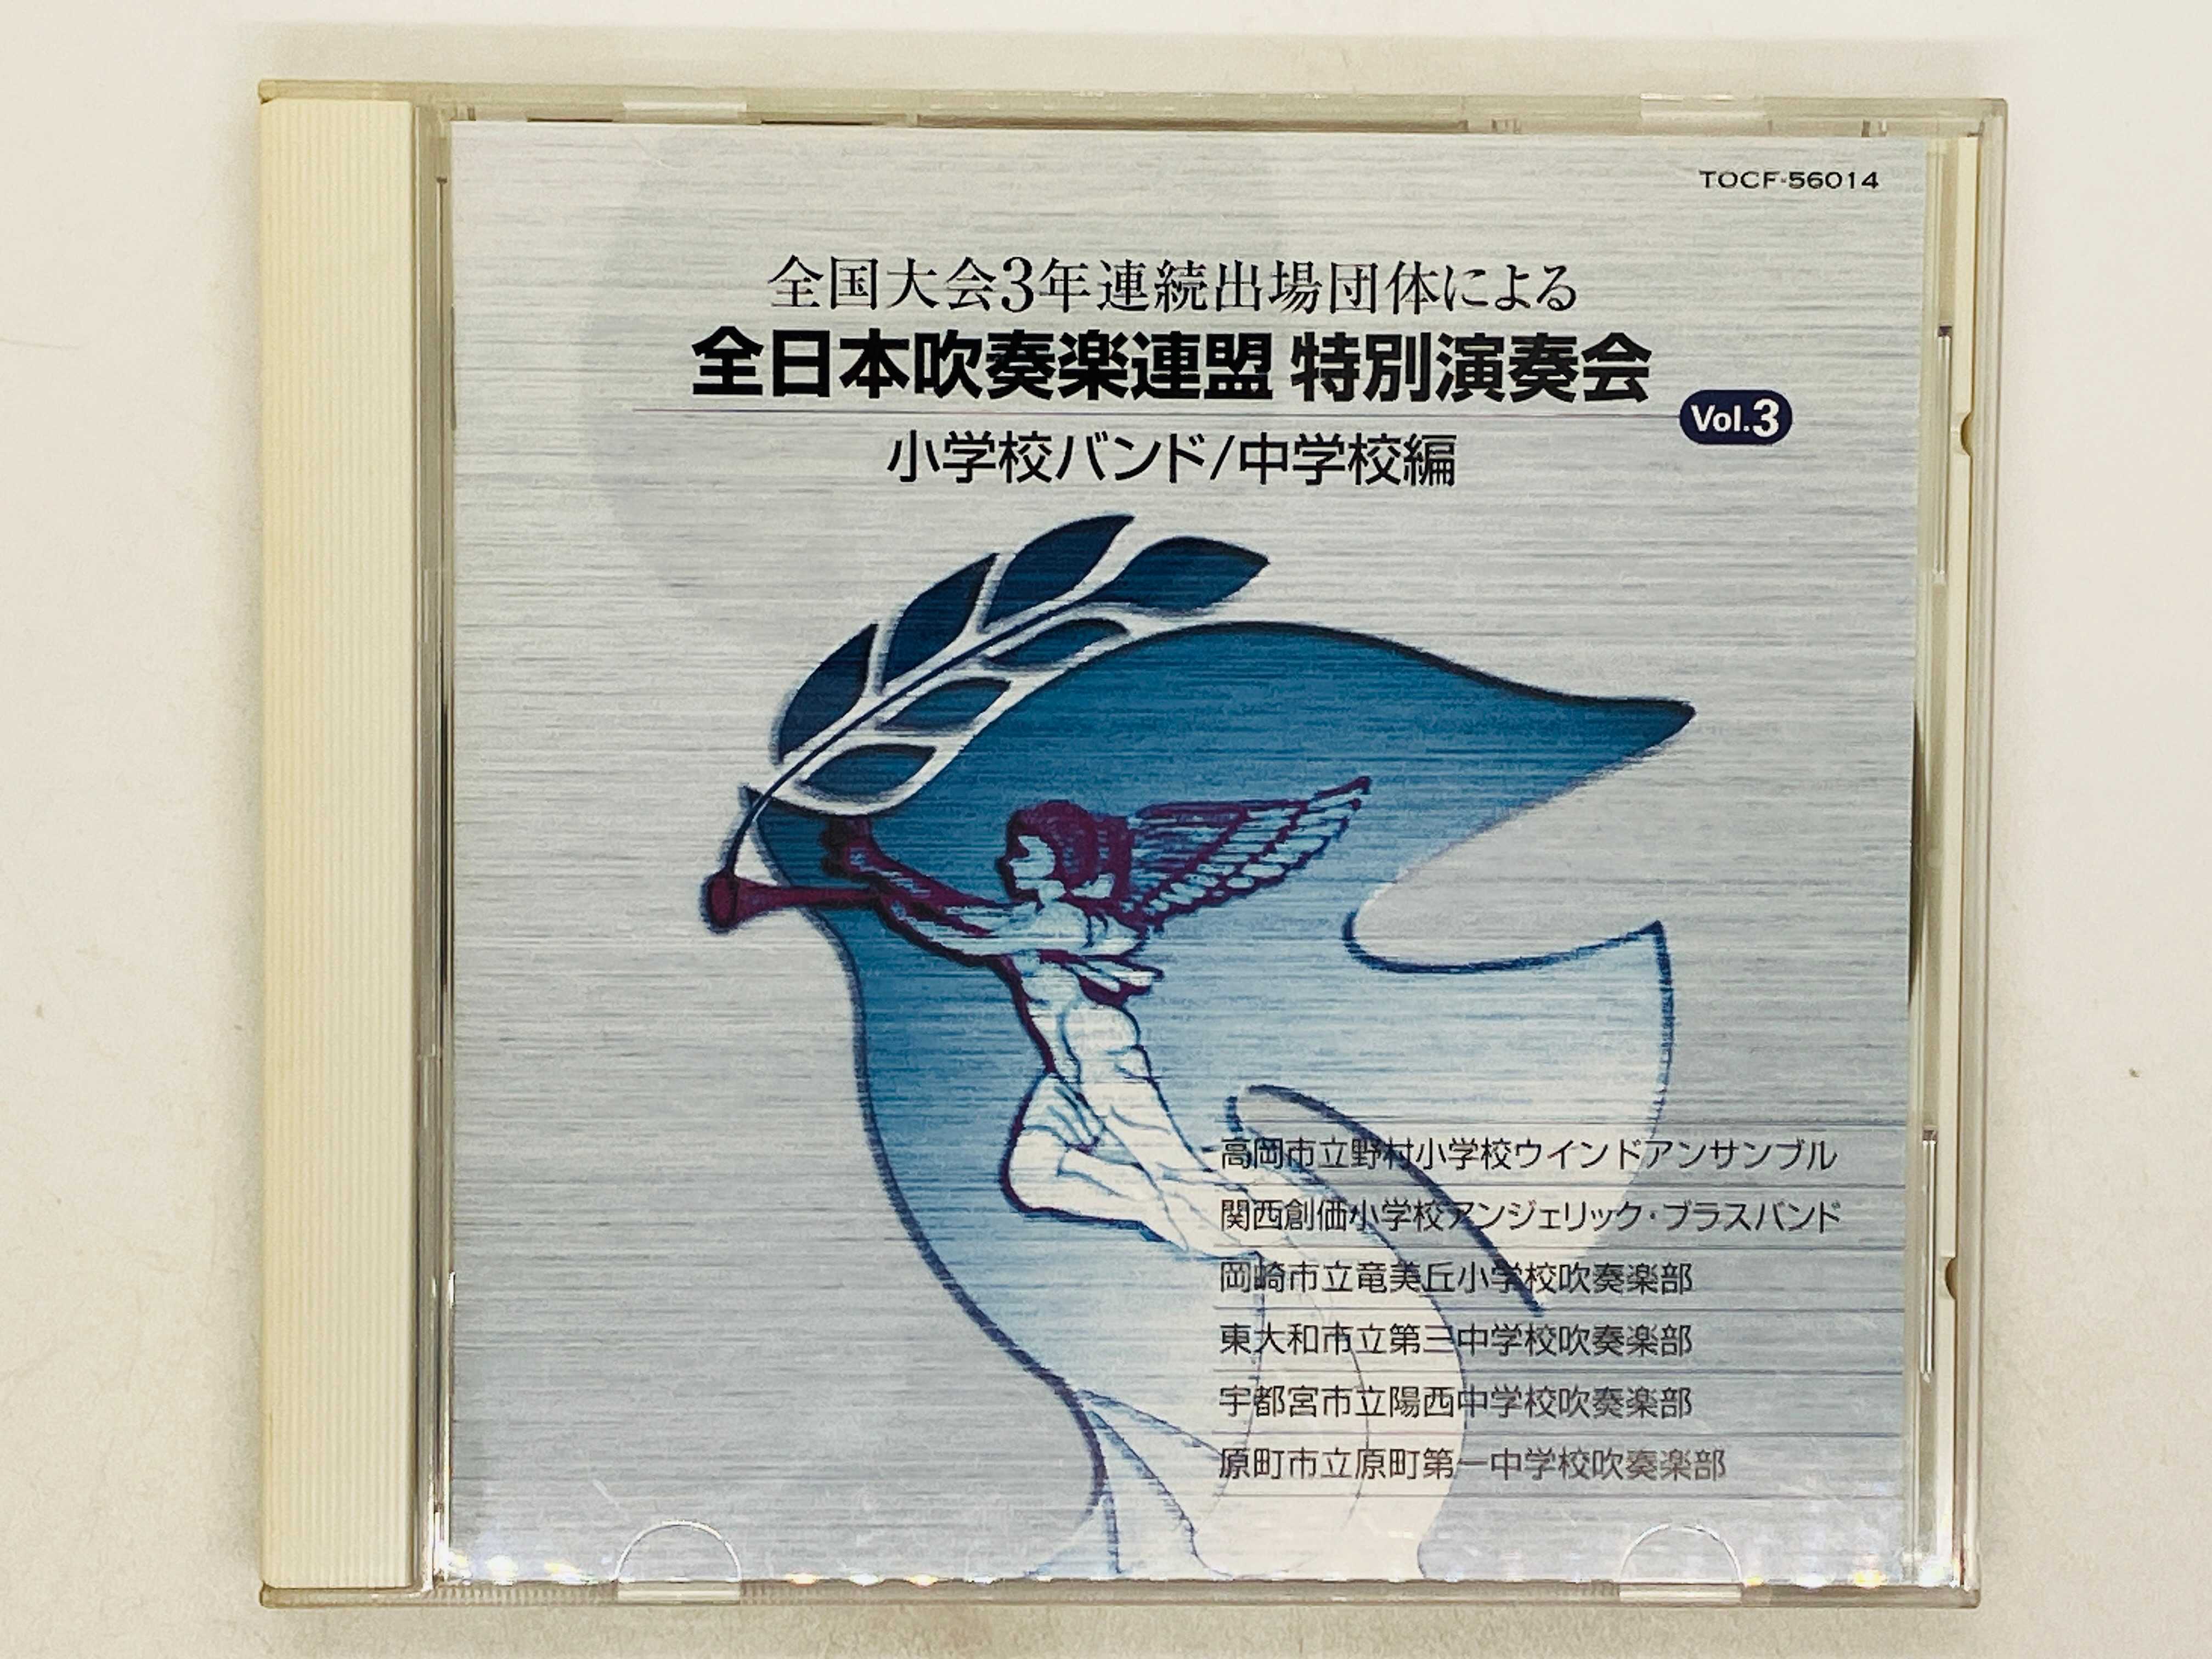 TOCF-56014
全国大会3年連続出場団体による
全日本吹奏楽連盟 特別演奏会
Vol.3
小学校バンド/中学校編
高岡市立野村小学校ウインドアンサンブル
関西創価小学校アンジェリック・ブラスバンド
岡崎市立竜美丘小学校吹奏楽部
東大和市立第三中学校吹奏楽部
宇都宮市立陽西中学校吹奏楽部
原町市立原町第一中学校吹奏楽部